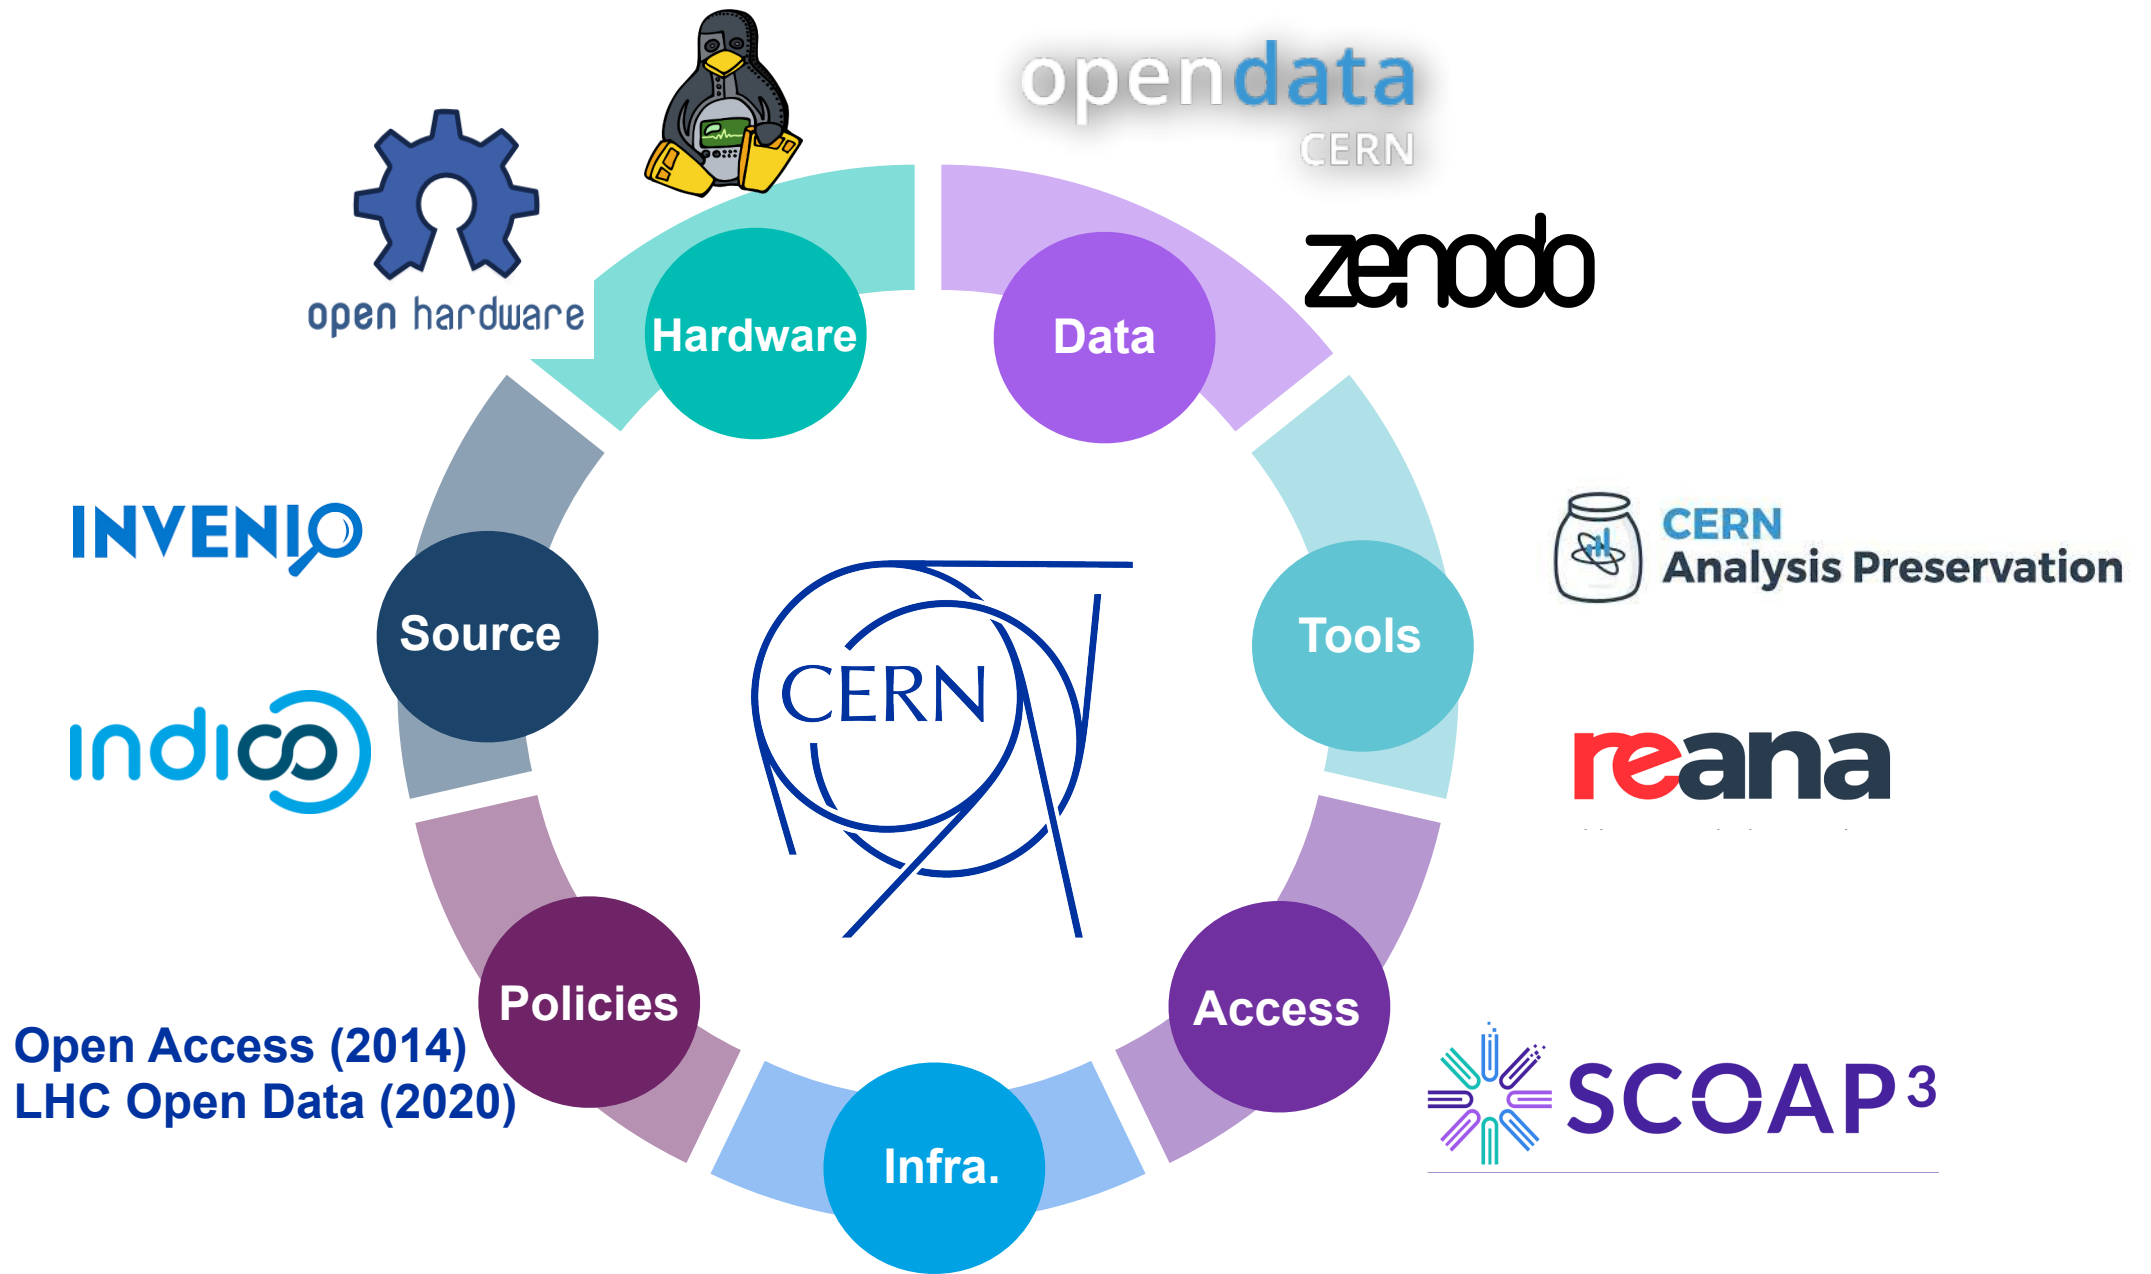 opendata
CERN
zenodo
open hardware
Hardware
Data
INVENIO
CERN
Analysis Preservation
Source
Tools
CERN
indico
reana
Policies
Access
Open Access (2014)
LHC Open Data (2020)
SCOAP³
Infra.